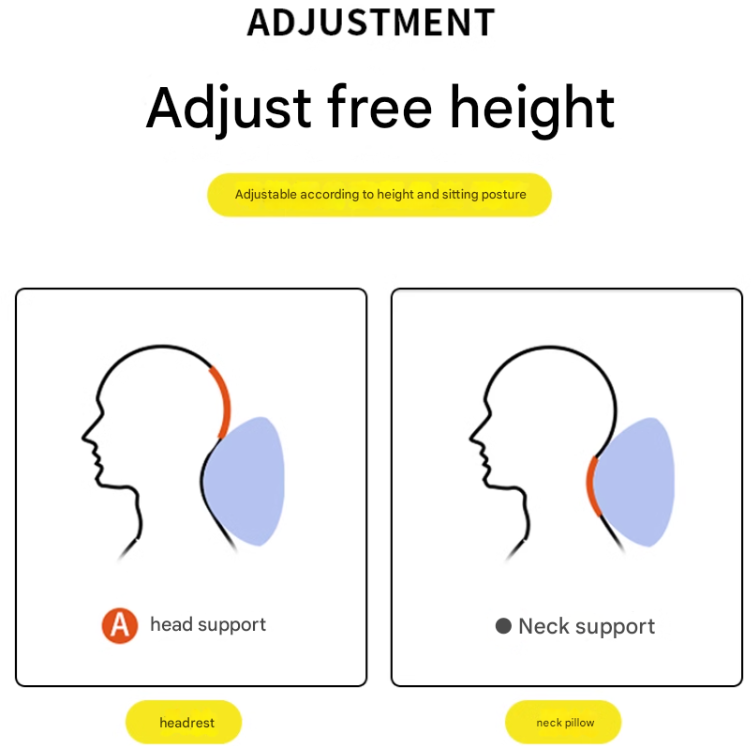 ADJUSTMENT
Adjust free height
Adjustable according to height and sitting posture
A head support
● Neck support
headrest
neck pillow